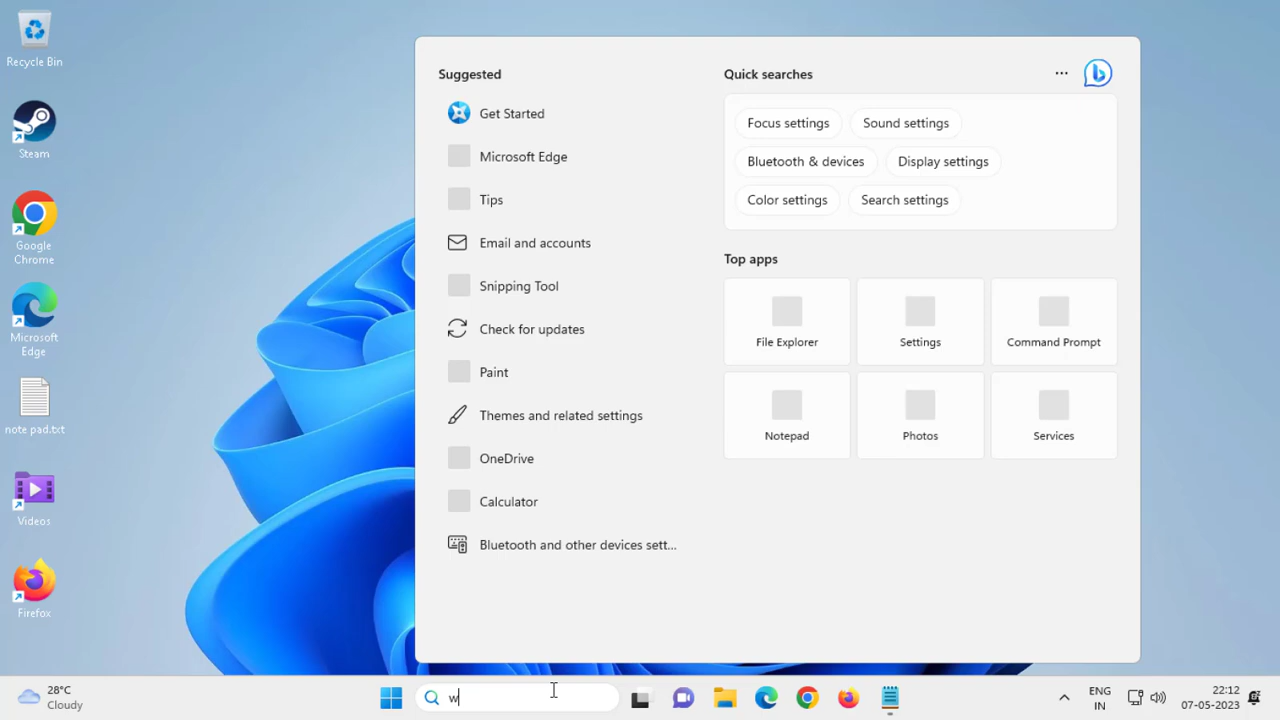 Recycle Bin
Steam
Google
Chrome
Microsoft
Edge
note pad.txt
Videos
Firefox
Suggested
Get Started
Microsoft Edge
Tips
Email and accounts
Snipping Tool
Check for updates
Paint
Themes and related settings
OneDrive
Calculator
Bluetooth and other devices sett...
Quick searches
...
Focus settings
Sound settings
Bluetooth & devices
Display settings
Color settings
Search settings
Top apps
File Explorer
Settings
Command Prompt
Notepad
Photos
Services
28°C
Cloudy
w
ENG
IN
22:12
07-05-2023